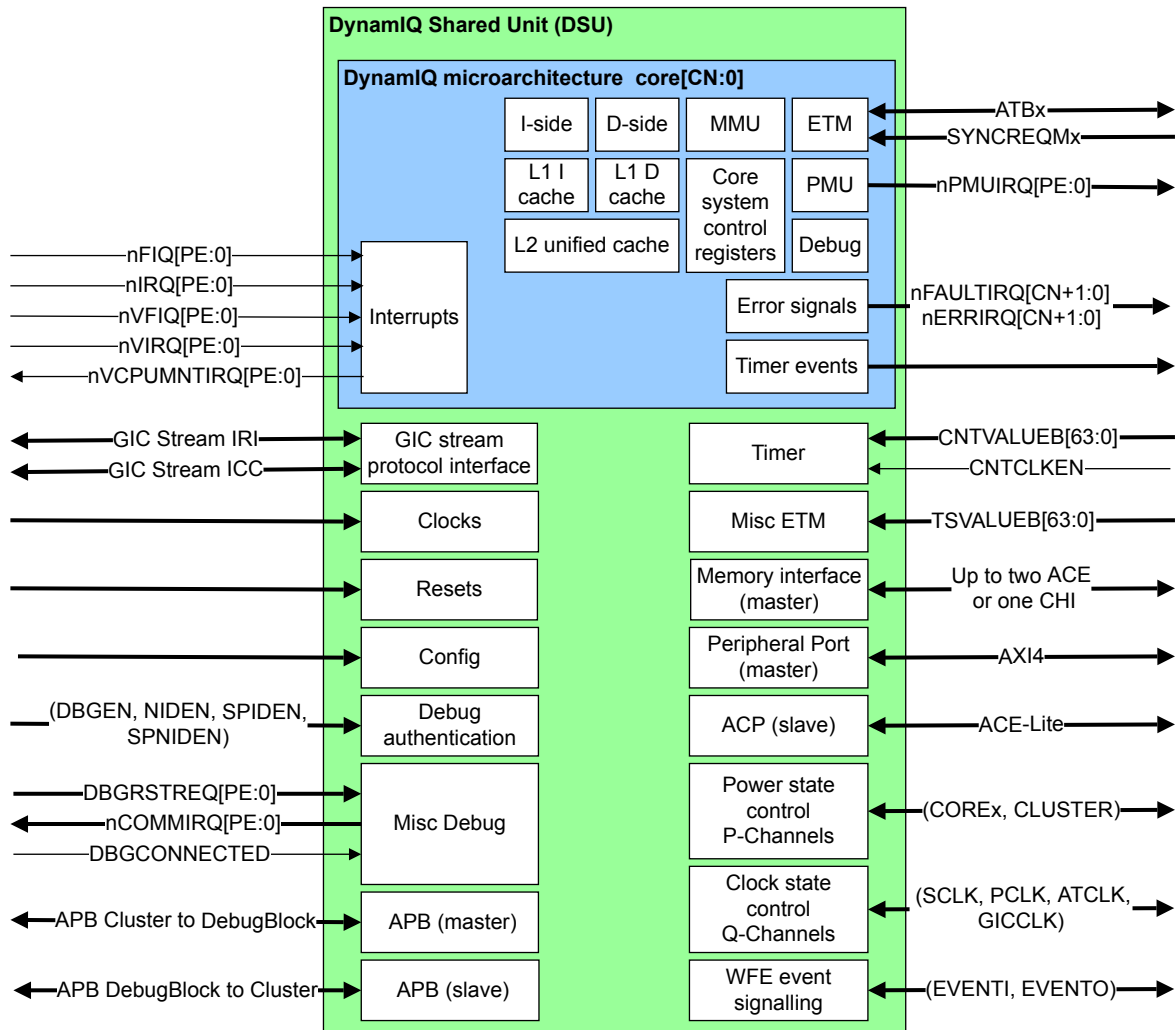 DynamIQ Shared Unit (DSU)
DynamIQ microarchitecture core[CN:0]
I-side
D-side
MMU
ETM
L1 I
cache
L1 D
cache
Core
system
control
registers
PMU
L2 unified cache
Debug
Interrupts
Error signals
Timer events
nFIQ[PE:0]
nIRQ[PE:0]
nVFIQ[PE:0]
nVIRQ[PE:0]
nVCPUMNTIRQ[PE:0]
ATBx
SYNCREQMx
nPMUIRQ[PE:0]
nFAULTIRQ[CN+1:0]
nERRIRQ[CN+1:0]
GIC Stream IRI
GIC Stream ICC
GIC stream
protocol interface
Clocks
Resets
Config
(DBGEN, NIDEN, SPIDEN,
SPNIDEN)
Debug
authentication
DBGRSTREQ[PE:0]
nCOMMIRQ[PE:0]
DBGCONNECTED
Misc Debug
APB Cluster to DebugBlock
APB (master)
APB DebugBlock to Cluster
APB (slave)
Timer
CNTVALUEB[63:0]
CNTCLKEN
Misc ETM
TSVALUEB[63:0]
Memory interface
(master)
Up to two ACE
or one CHI
Peripheral Port
(master)
AXI4
ACP (slave)
ACE-Lite
Power state
control
P-Channels
(COREx, CLUSTER)
Clock state
control
Q-Channels
(SCLK, PCLK, ATCLK,
GICCLK)
WFE event
signalling
(EVENTI, EVENTO)